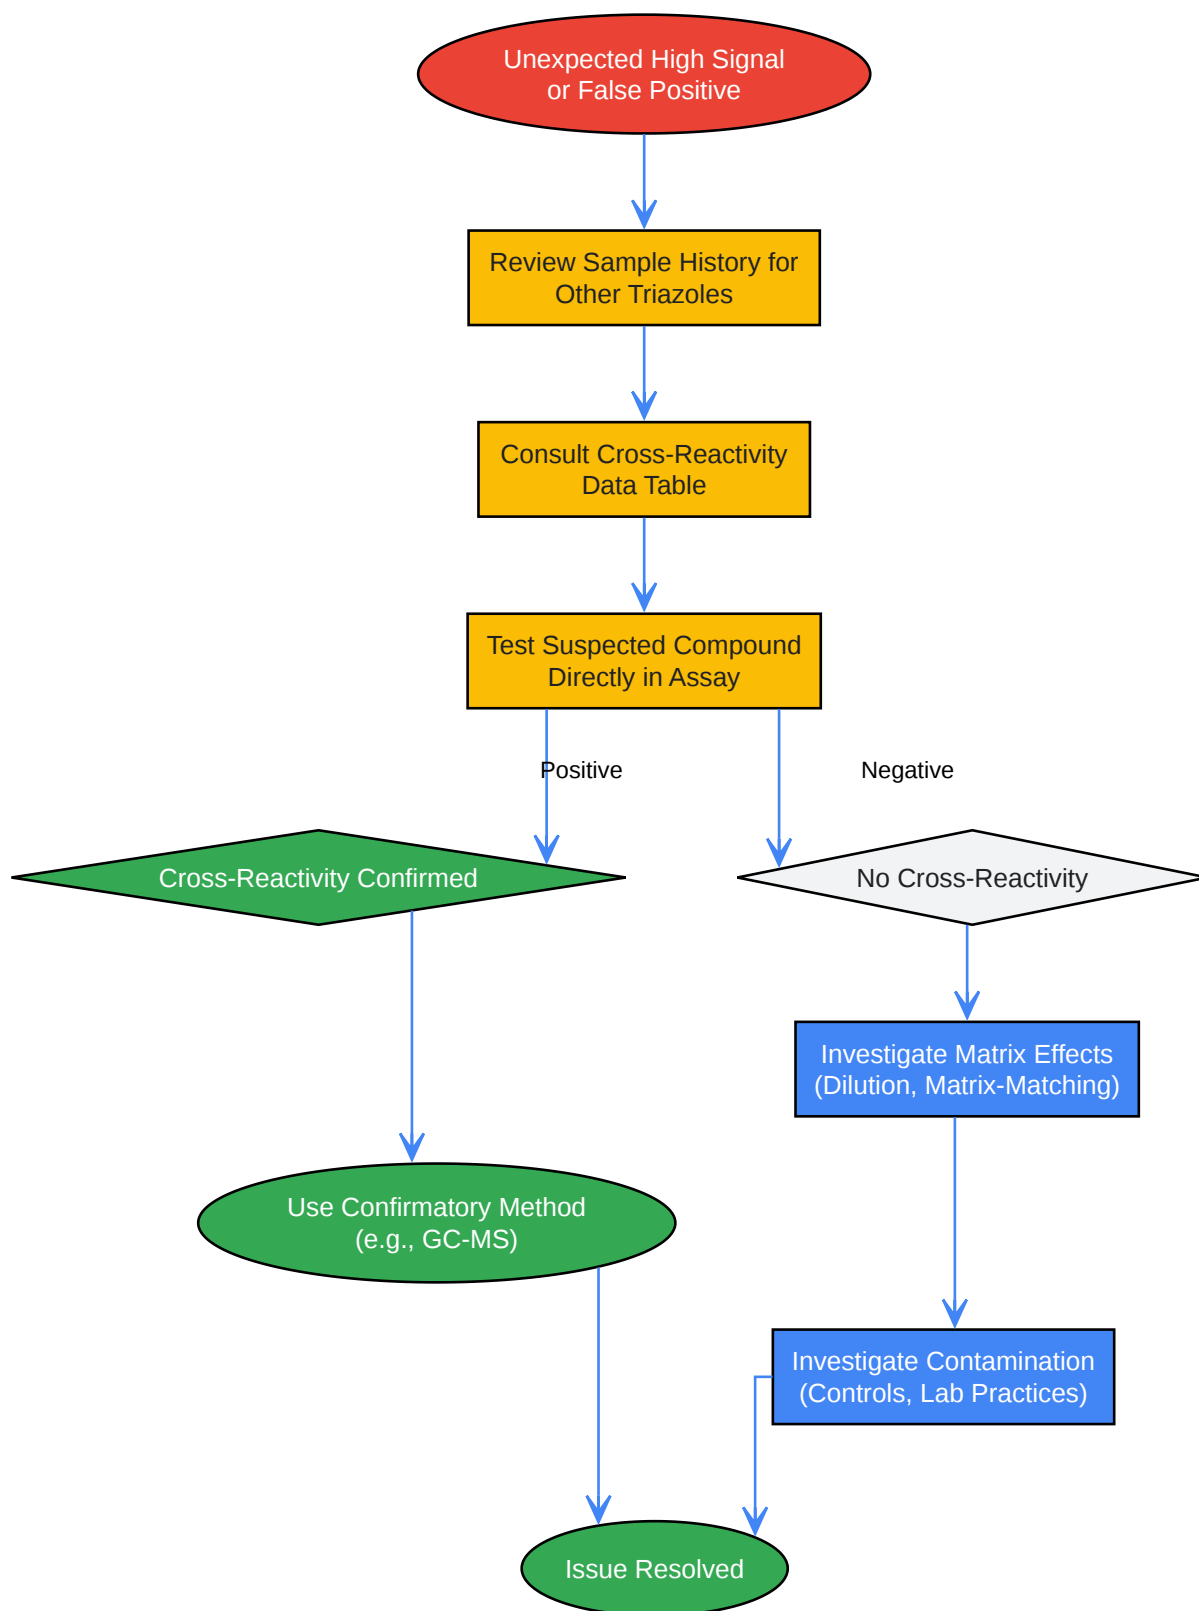 Unexpected High Signal
or False Positive
Review Sample History for
Other Triazoles
Consult Cross-Reactivity
Data Table
Test Suspected Compound
Directly in Assay
Positive
Negative
Cross-Reactivity Confirmed
No Cross-Reactivity
Investigate Matrix Effects
(Dilution, Matrix-Matching)
Use Confirmatory Method
(e.g., GC-MS)
Investigate Contamination
(Controls, Lab Practices)
Issue Resolved